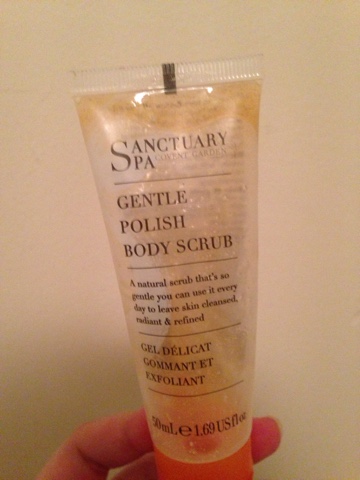 SANCTUARY
SPA COVENT GARDEN
GENTLE
POLISH
BODY SCRUB
A natural scrub that's so
gentle you can use it every
day to leave skin cleansed,
radiant & refined
GEL DÉLICAT
GOMMANT ET
EXFOLIANT
50mL e 1.69 US fl oz